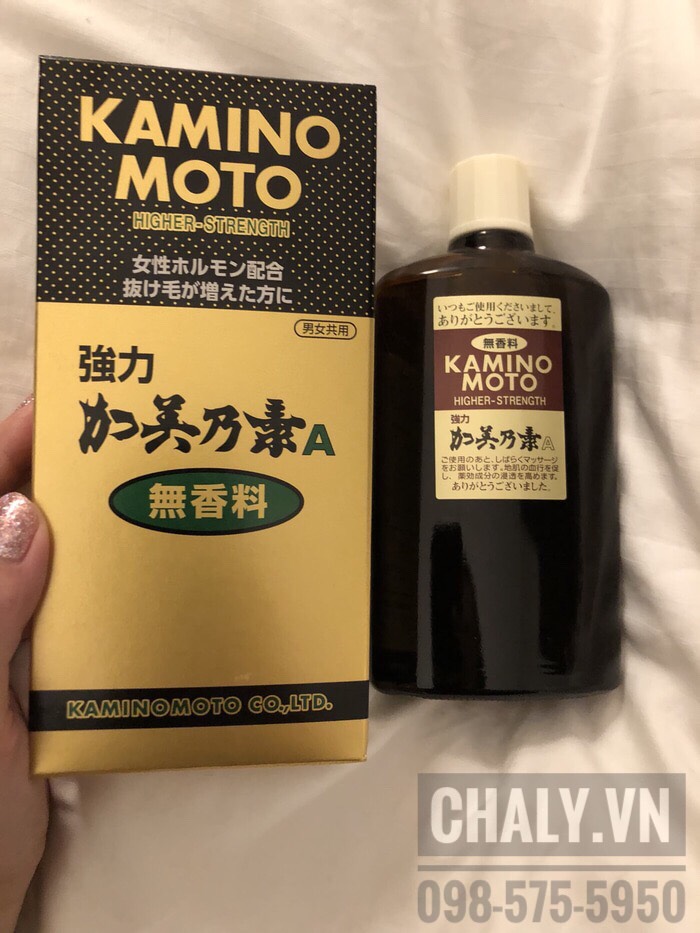 KAMINO
MOTO
HIGHER-STRENGTH
女性ホルモン配合
抜け毛が増えた方に
男女共用
強力
加美乃素A
無香料
KAMINOMOTO CO.,LTD.
いつもご使用くださいまして、
ありがとうございます。
無香料
KAMINO
MOTO
HIGHER-STRENGTH
強力
加美乃素A
ご使用のあと、しばらくマッサージ
をお願いします。地肌の血行を促
し、薬効成分の浸透を高めます。
ありがとうございました。
CHALY.VN
098-575-5950